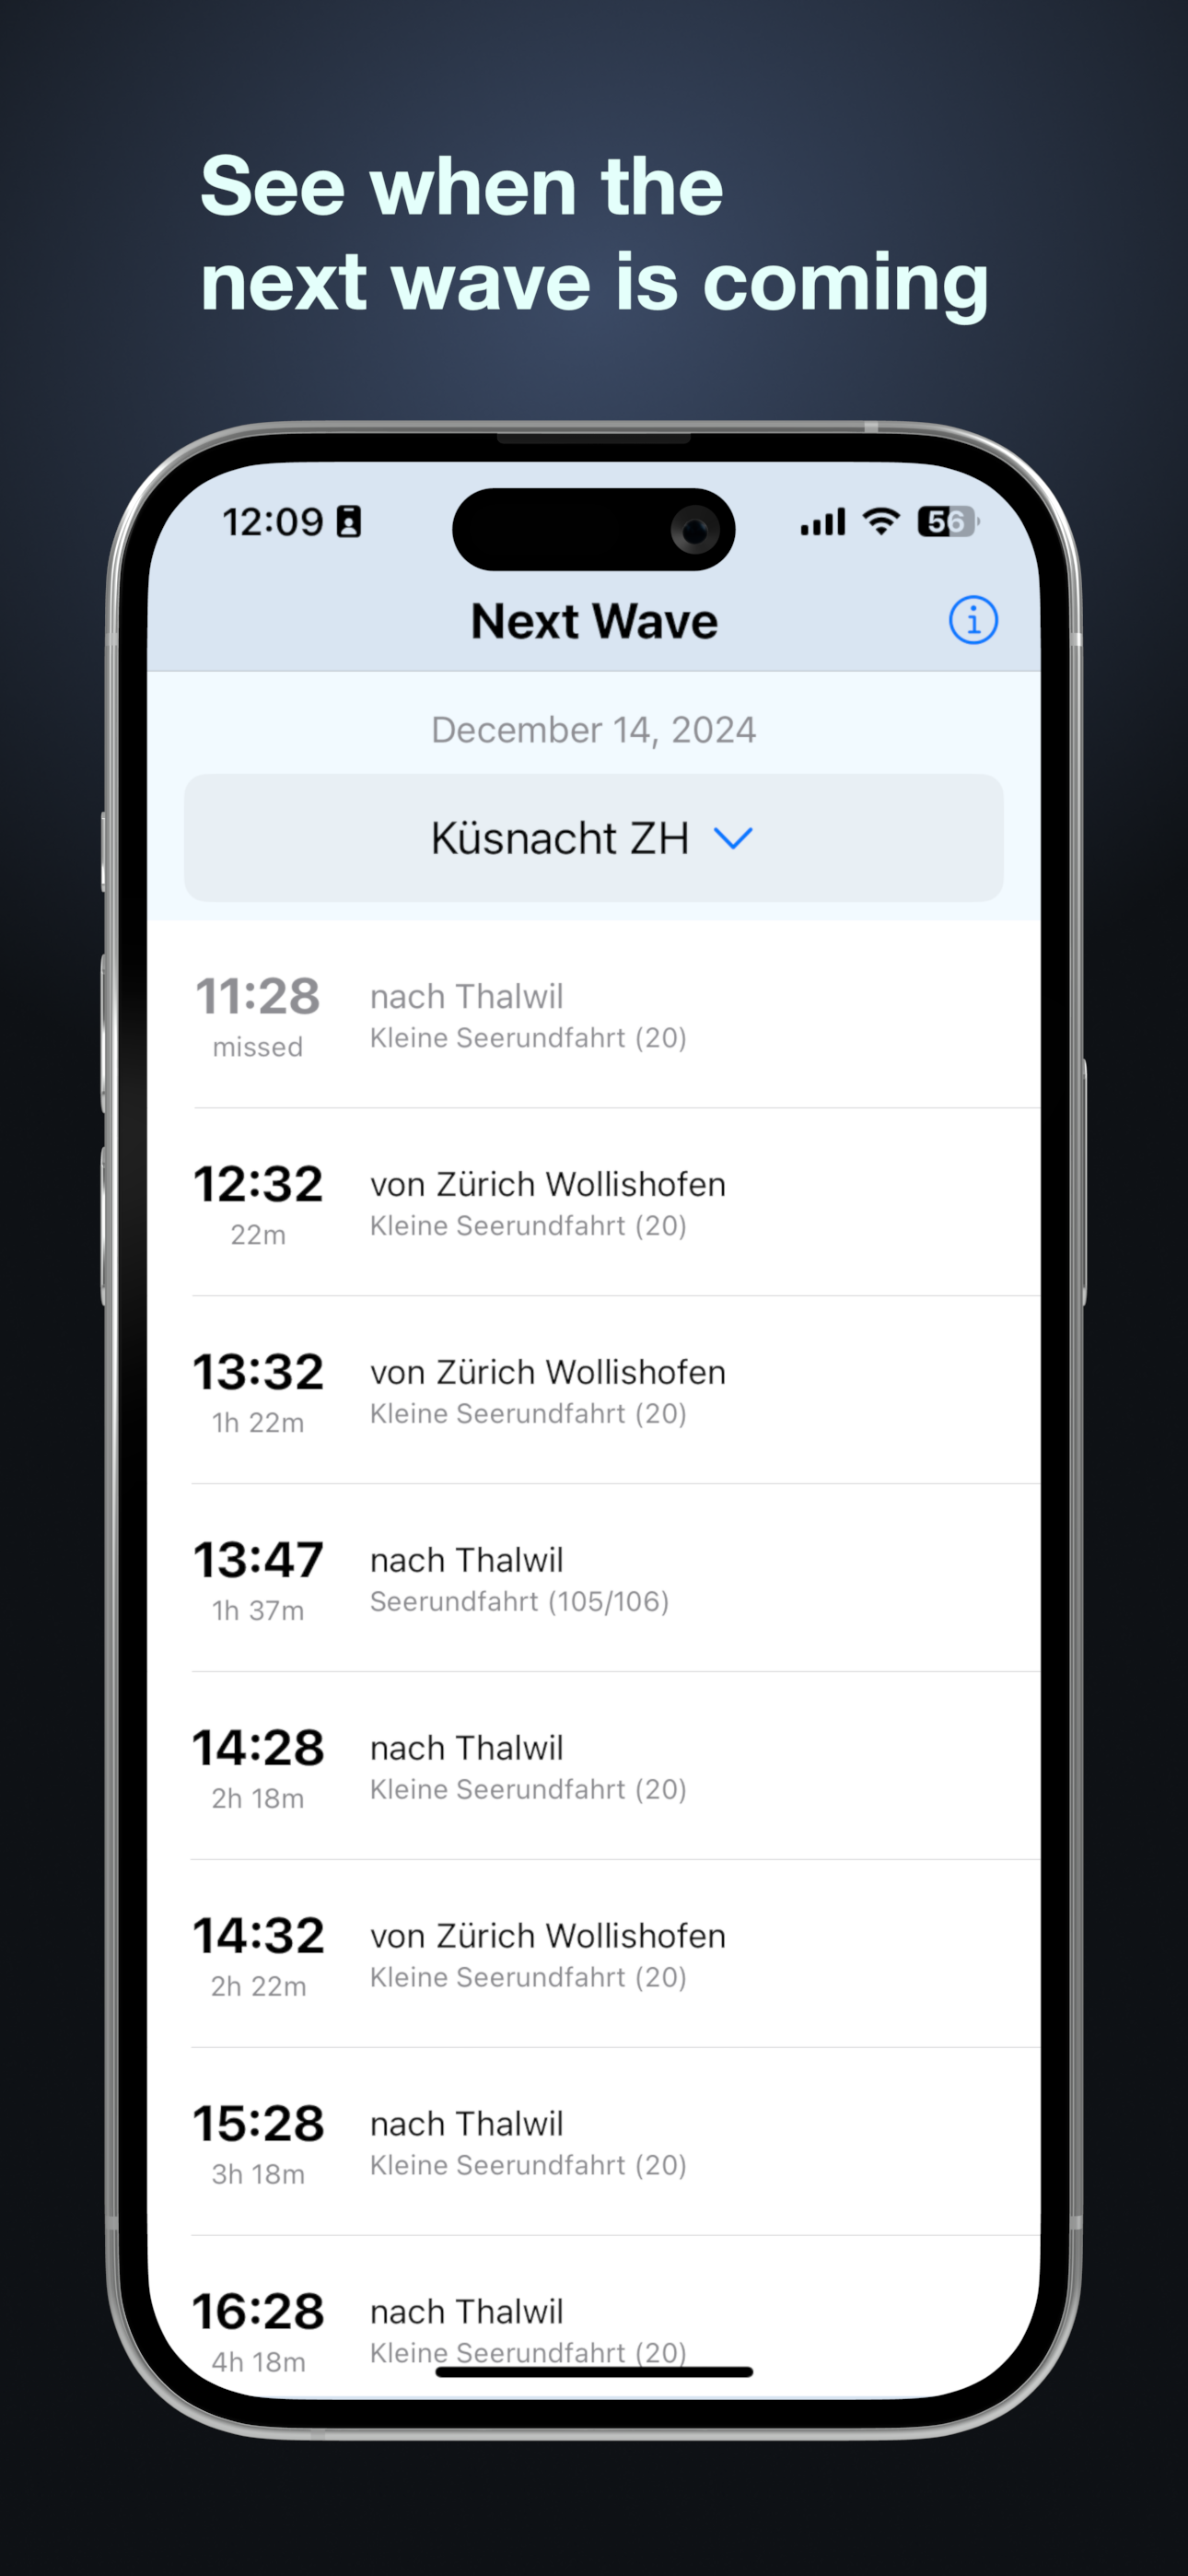 See when the
next wave is coming
12:09
56
Next Wave
December 14, 2024
Küsnacht ZH
11:28 nach Thalwil
missed Kleine Seerundfahrt (20)
12:32 von Zürich Wollishofen
22m Kleine Seerundfahrt (20)
13:32 von Zürich Wollishofen
1h 22m Kleine Seerundfahrt (20)
13:47 nach Thalwil
1h 37m Seerundfahrt (105/106)
14:28 nach Thalwil
2h 18m Kleine Seerundfahrt (20)
14:32 von Zürich Wollishofen
2h 22m Kleine Seerundfahrt (20)
15:28 nach Thalwil
3h 18m Kleine Seerundfahrt (20)
16:28 nach Thalwil
4h 18m Kleine Seerundfahrt (20)